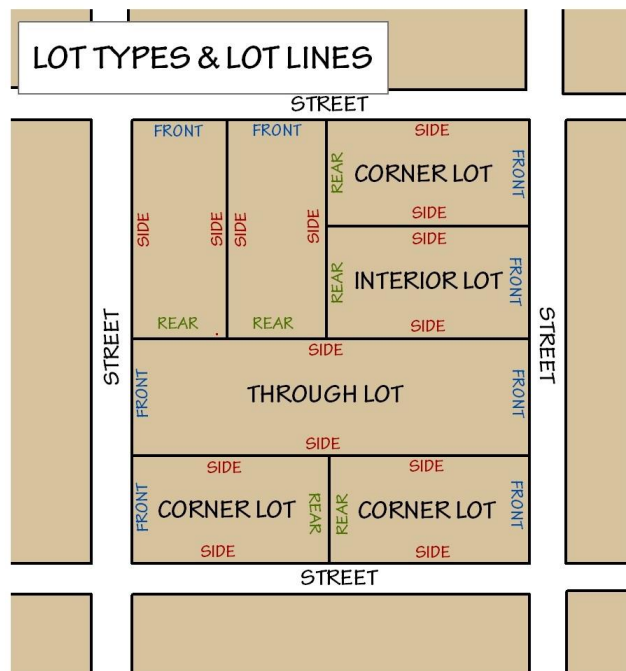 LOT TYPES & LOT LINES
STREET
FRONT
FRONT
SIDE
REAR
CORNER LOT
FRONT
SIDE
SIDE
SIDE
SIDE
SIDE
SIDE
REAR
INTERIOR LOT
FRONT
REAR
REAR
SIDE
STREET
STREET
SIDE
FRONT
THROUGH LOT
FRONT
SIDE
SIDE
SIDE
FRONT
CORNER LOT
REAR
REAR
CORNER LOT
FRONT
SIDE
SIDE
STREET